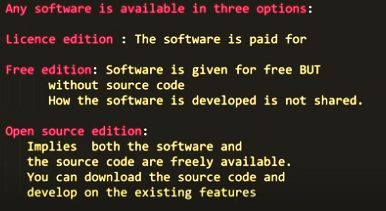 Any software is available in three options:
Licence edition : The software is paid for
Free edition: Software is given for free BUT
without source code
How the software is developed is not shared.
Open source edition:
Implies both the software and
the source code are freely available.
You can download the source code and
develop on the existing features